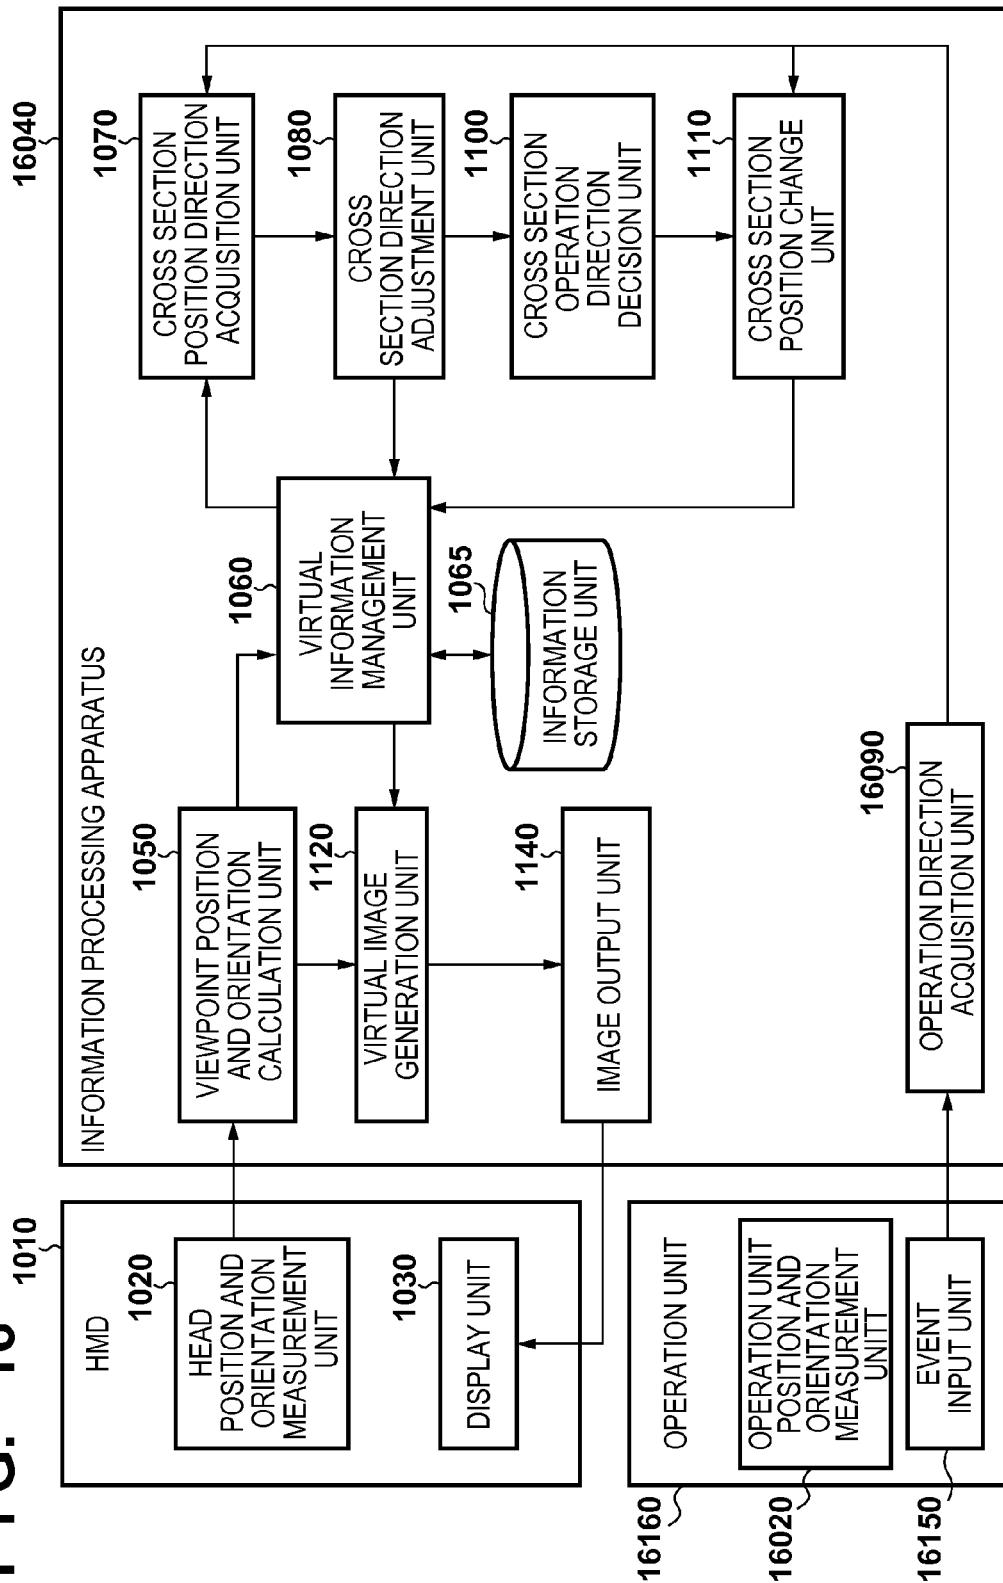 FIG. 16
1010
HMD
1020
HEAD
POSITION AND
ORIENTATION
MEASUREMENT
UNIT
1030
DISPLAY UNIT
16160
OPERATION UNIT
16020
OPERATION UNIT
POSITION AND
ORIENTATION
MEASUREMENT
UNITT
16150
EVENT
INPUT UNIT
16040
INFORMATION PROCESSING APPARATUS
1050
VIEWPOINT POSITION
AND ORIENTATION
CALCULATION UNIT
1120
VIRTUAL IMAGE
GENERATION UNIT
1140
IMAGE OUTPUT UNIT
16090
OPERATION DIRECTION
ACQUISITION UNIT
1060
VIRTUAL
INFORMATION
MANAGEMENT
UNIT
1065
INFORMATION
STORAGE UNIT
1070
CROSS SECTION
POSITION DIRECTION
ACQUISITION UNIT
1080
CROSS
SECTION DIRECTION
ADJUSTMENT UNIT
1100
CROSS SECTION
OPERATION
DIRECTION
DECISION UNIT
1110
CROSS SECTION
POSITION CHANGE
UNIT